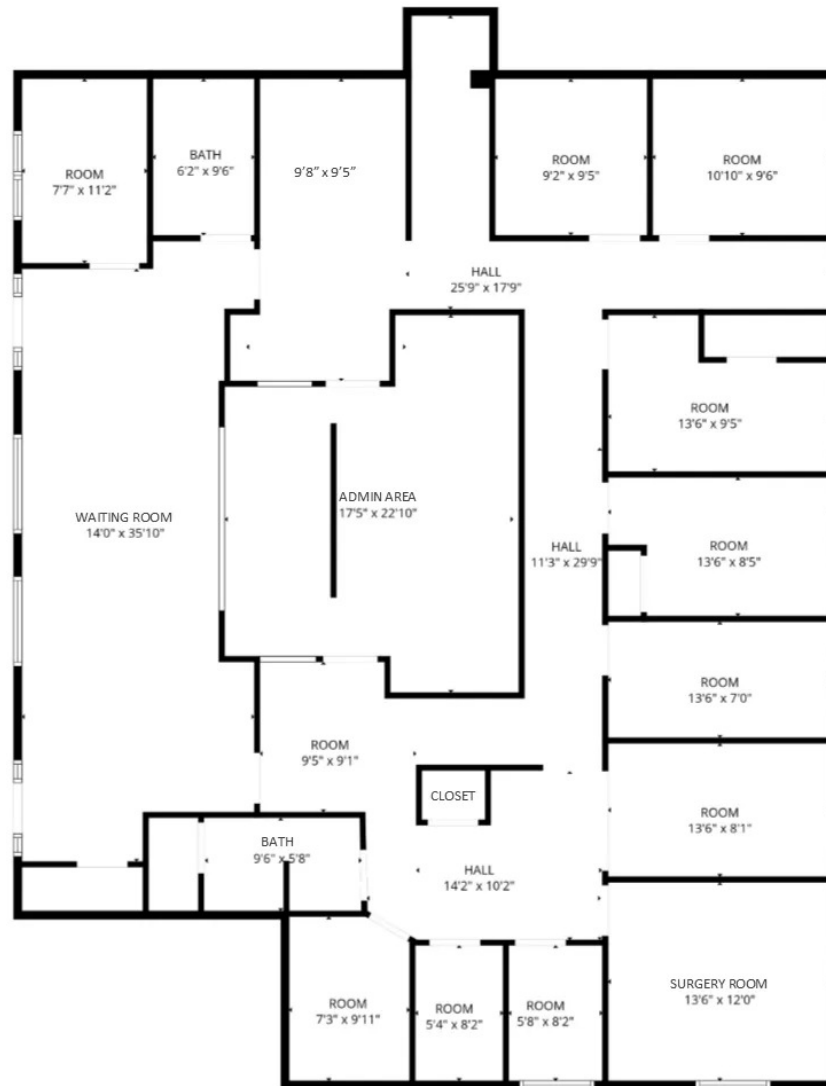 ROOM
7'7" x 11'2"
BATH
6'2" x 9'6"
9'8" x 9'5"
ROOM
9'2" x 9'5"
ROOM
10'10" x 9'6"
HALL
25'9" x 17'9"
ROOM
13'6" x 9'5"
WAITING ROOM
14'0" x 35'10"
ADMIN AREA
17'5" x 22'10"
HALL
11'3" x 29'9"
ROOM
13'6" x 8'5"
ROOM
13'6" x 7'0"
ROOM
9'5" x 9'1"
CLOSET
ROOM
13'6" x 8'1"
BATH
9'6" x 5'8"
HALL
14'2" x 10'2"
ROOM
7'3" x 9'11"
ROOM
5'4" x 8'2"
ROOM
5'8" x 8'2"
SURGERY ROOM
13'6" x 12'0"